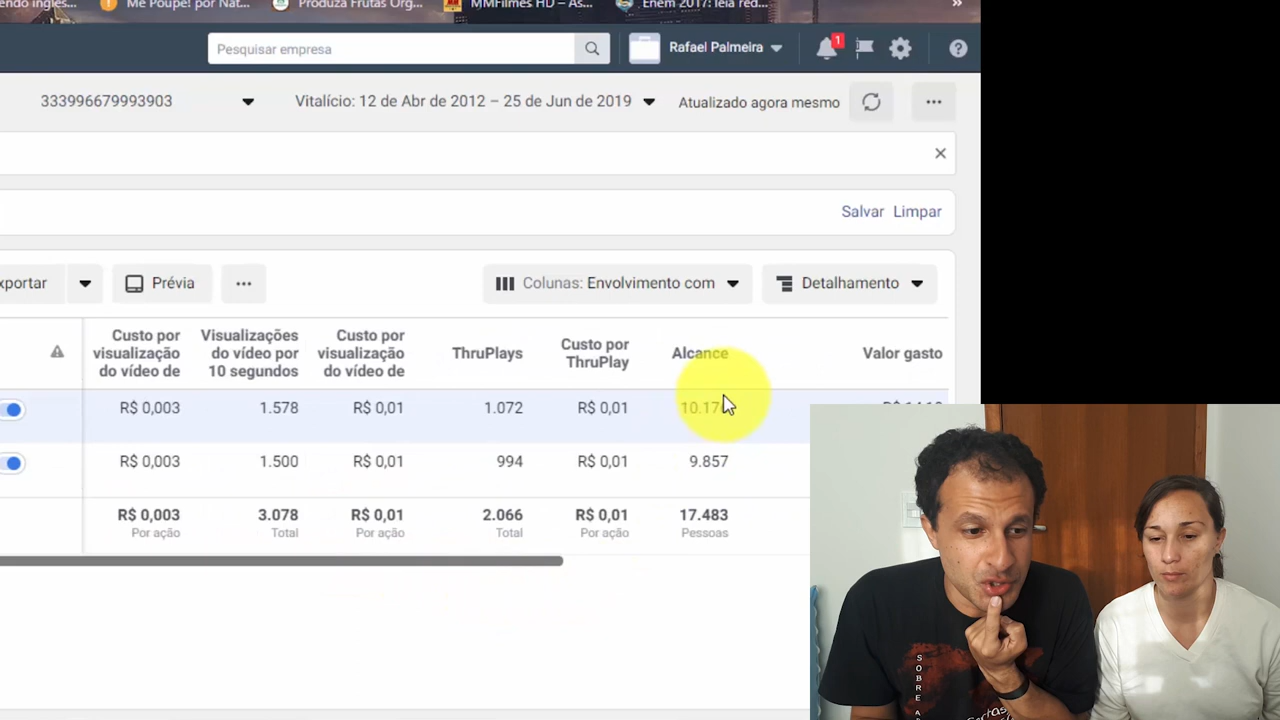 endo inglês...
Me Poupe! por Nat...
Produza Frutas Org...
MMFilmes HD – As...
Enem 2017: leia red...
»
Pesquisar empresa
Rafael Palmeira
1
333996679993903
Vitalício: 12 de Abr de 2012 – 25 de Jun de 2019
Atualizado agora mesmo
Salvar Limpar
xportar
Prévia
Colunas: Envolvimento com
Detalhamento
Custo por visualização do vídeo de
Visualizações do vídeo por 10 segundos
Custo por visualização do vídeo de
ThruPlays
Custo por ThruPlay
Alcance
Valor gasto
R$ 0,003 1.578 R$ 0,01 1.072 R$ 0,01
R$ 0,003 1.500 R$ 0,01 994 R$ 0,01 9.857
R$ 0,003 3.078 R$ 0,01 2.066 R$ 0,01 17.483
Por ação Total Por ação Total Por ação Pessoas
SOBRE